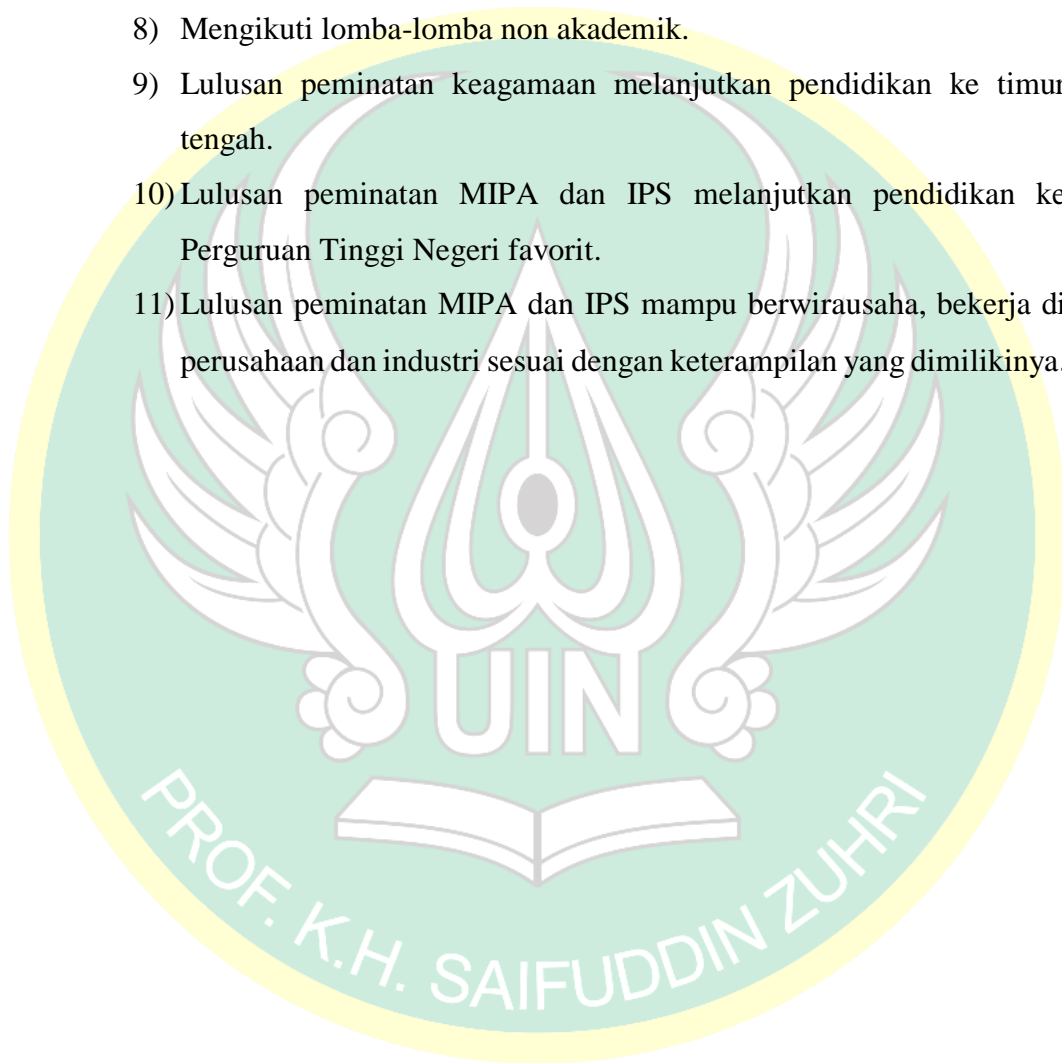 8) Mengikuti lomba-lomba non akademik.
9) Lulusan peminatan keagamaan melanjutkan pendidikan ke timur
tengah.
10) Lulusan peminatan MIPA dan IPS melanjutkan pendidikan ke
Perguruan Tinggi Negeri favorit.
11) Lulusan peminatan MIPA dan IPS mampu berwirausaha, bekerja di
perusahaan dan industri sesuai dengan keterampilan yang dimilikinya.
UIN
PROF. K.H. SAIFUDDIN ZUHRI